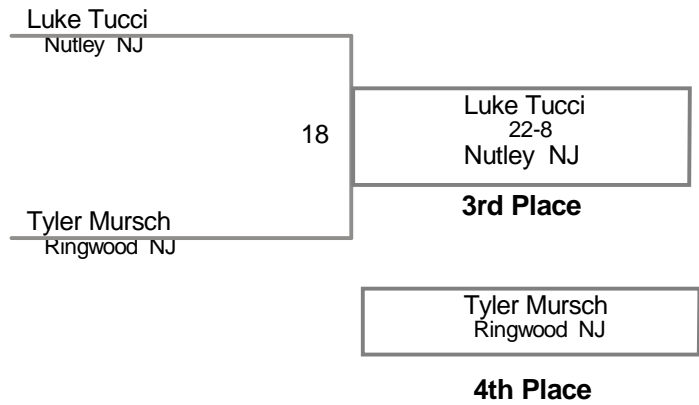 Luke Tucci
Nutley NJ
18
Luke Tucci
22-8
Nutley NJ
3rd Place
Tyler Mursch
Ringwood NJ
Tyler Mursch
Ringwood NJ
4th Place